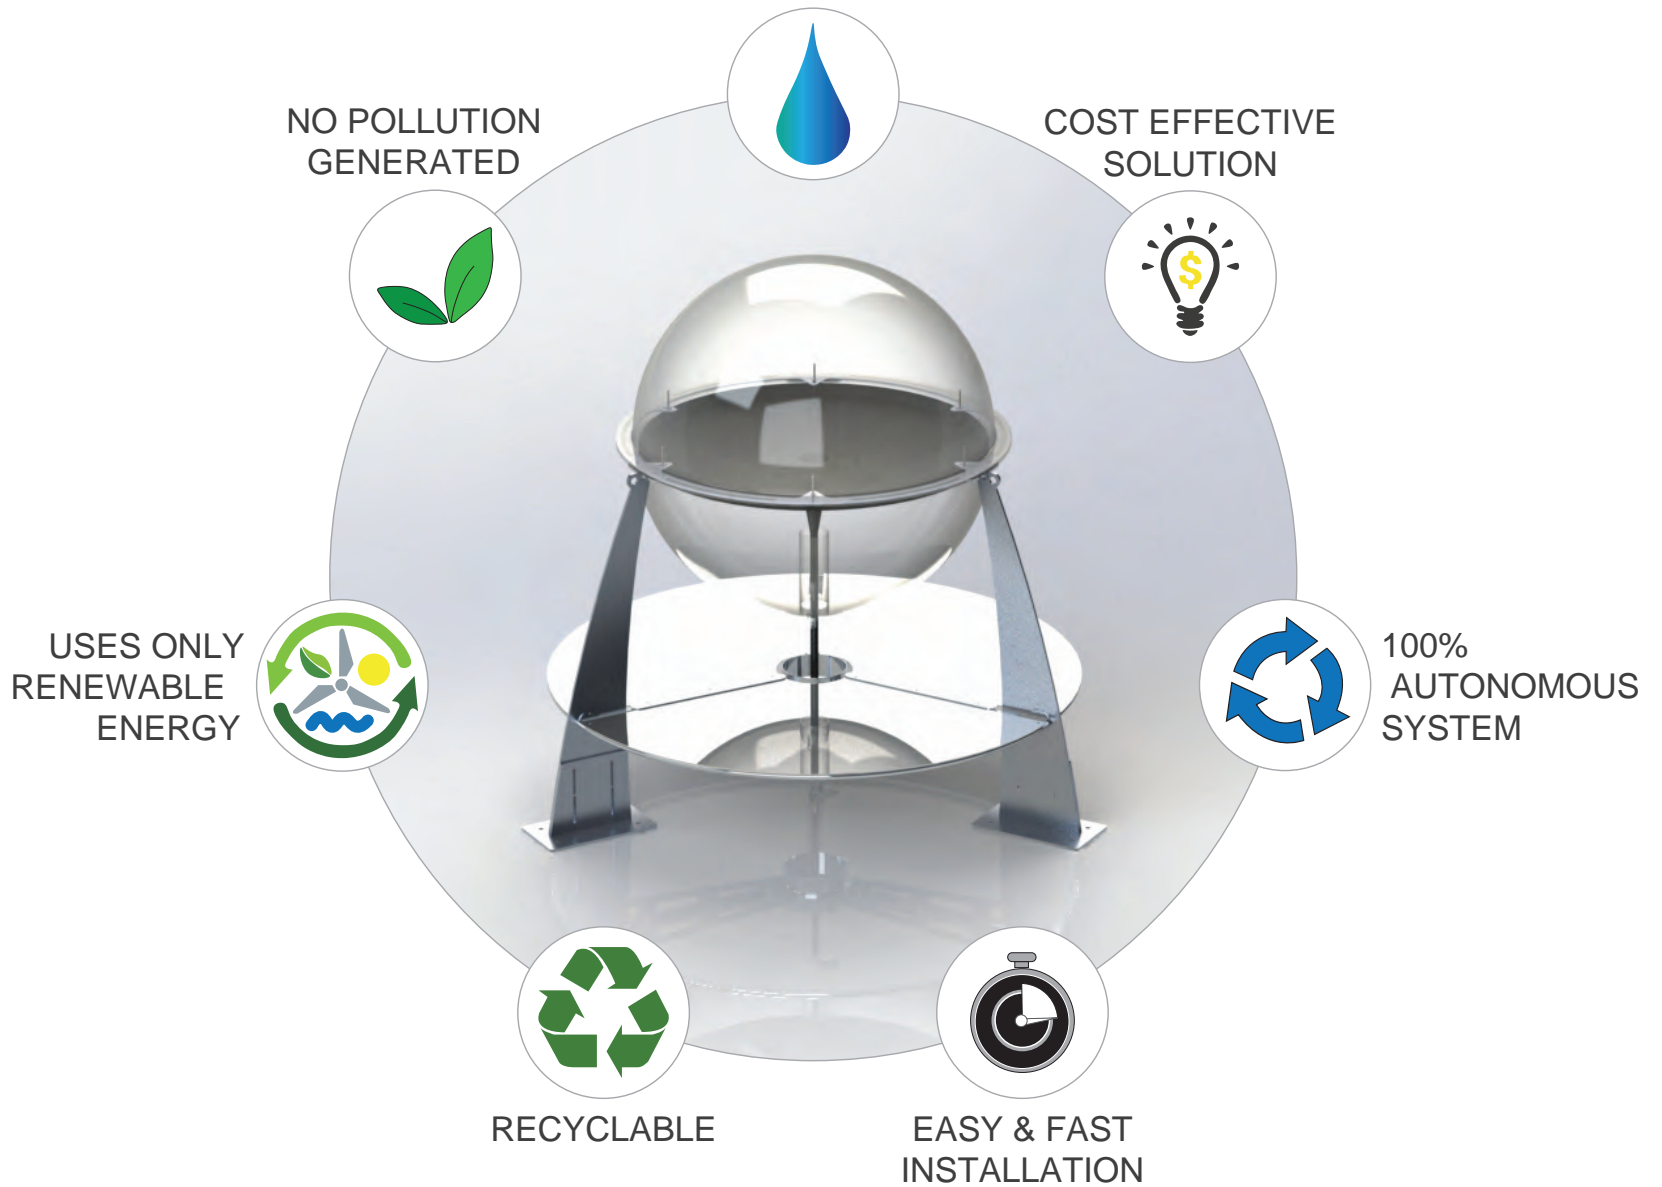 NO POLLUTION
GENERATED
COST EFFECTIVE
SOLUTION
$
USES ONLY
RENEWABLE
ENERGY
100%
AUTONOMOUS
SYSTEM
RECYCLABLE
EASY & FAST
INSTALLATION